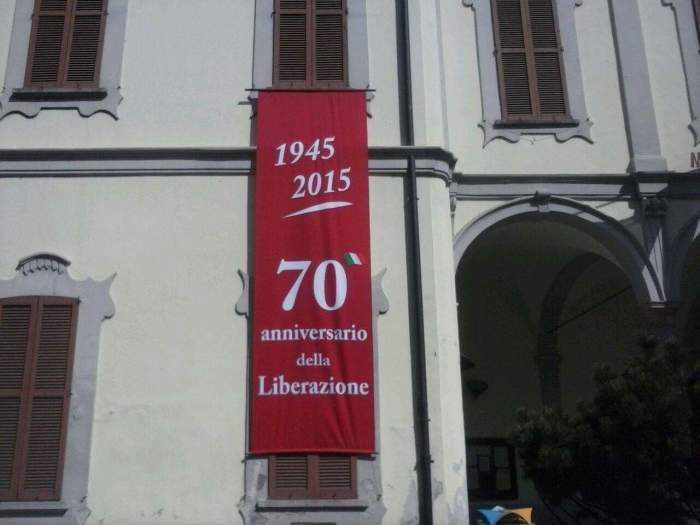 1945
2015
70°
anniversario
della
Liberazione
M